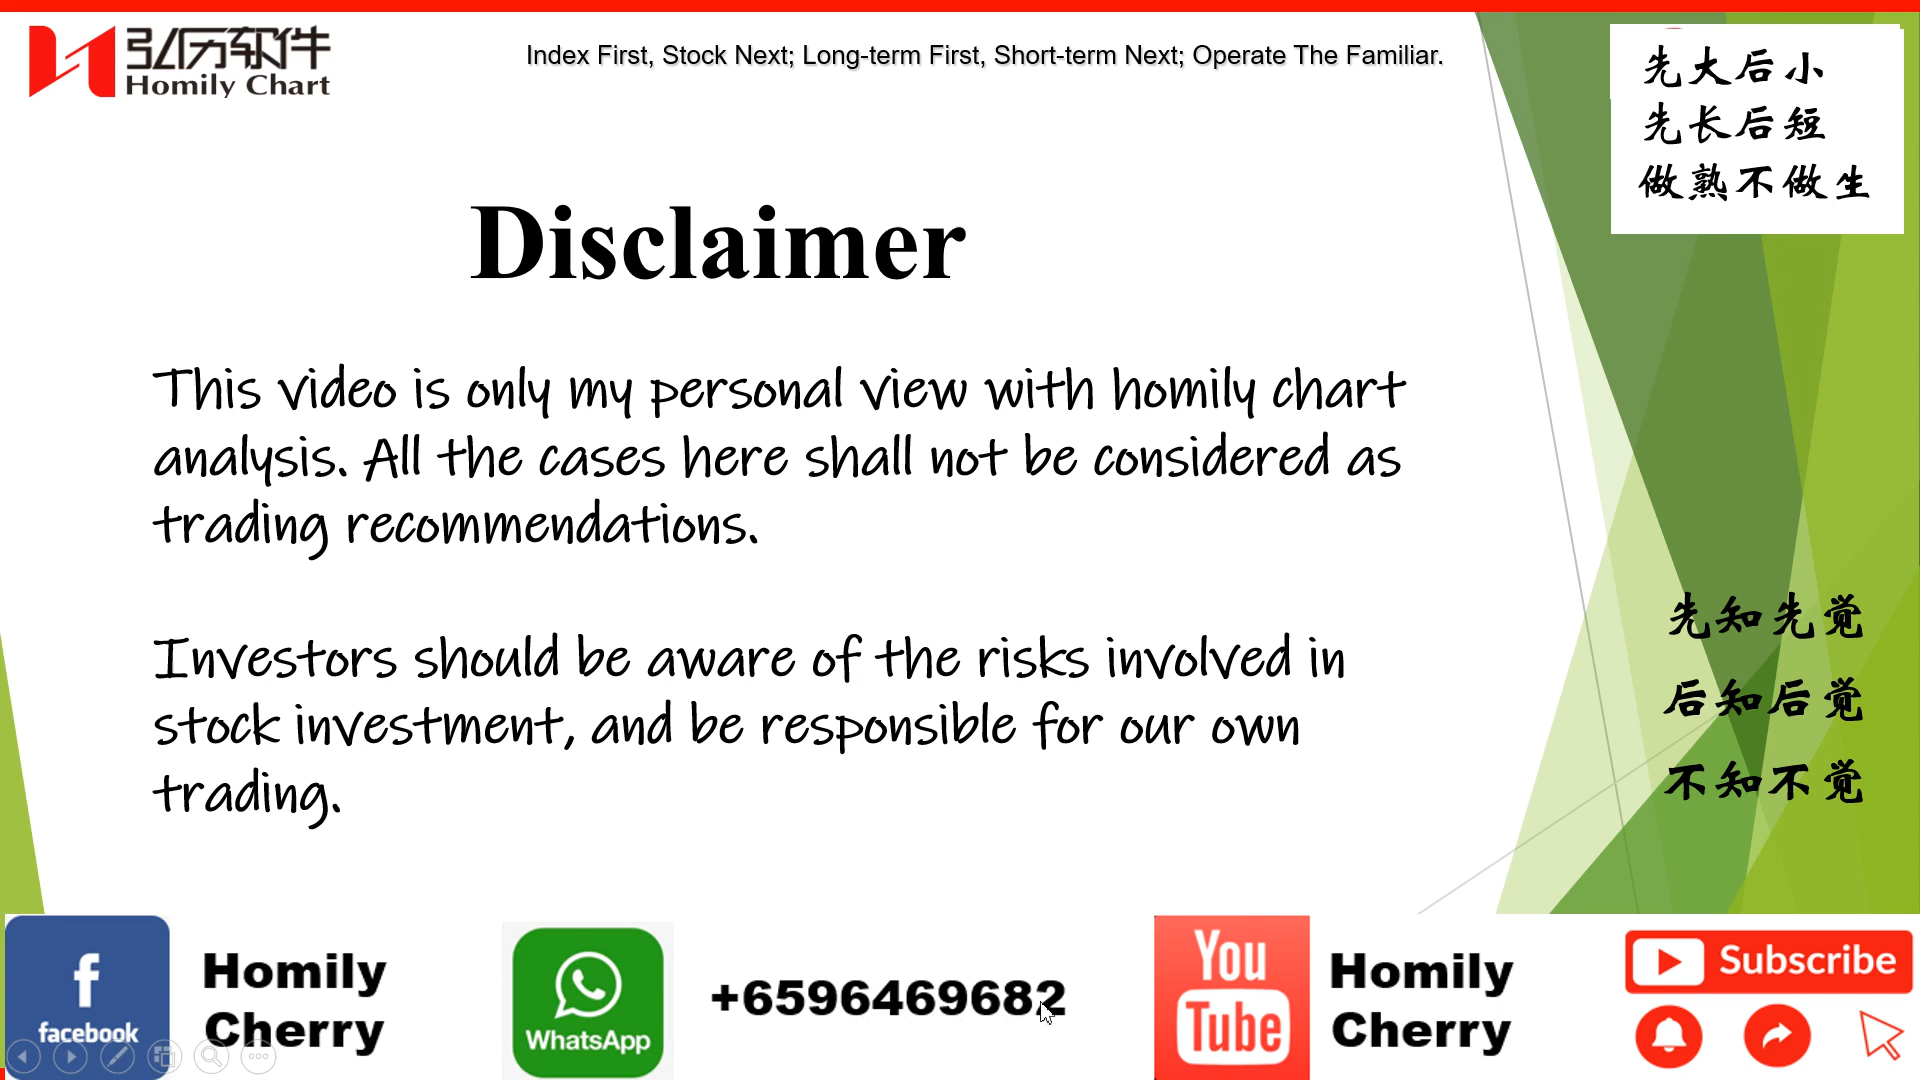 弘历软件
Homily Chart
Index First, Stock Next; Long-term First, Short-term Next; Operate The Familiar.
先大后小
先长后短
做熟不做生
Disclaimer
This video is only my personal view with homily chart
analysis. All the cases here shall not be considered as
trading recommendations.
Investors should be aware of the risks involved in
stock investment, and be responsible for our own
trading.
先知先觉
后知后觉
不知不觉
f
facebook
Homily
Cherry
WhatsApp
+6596469682
You
Tube
Homily
Cherry
Subscribe